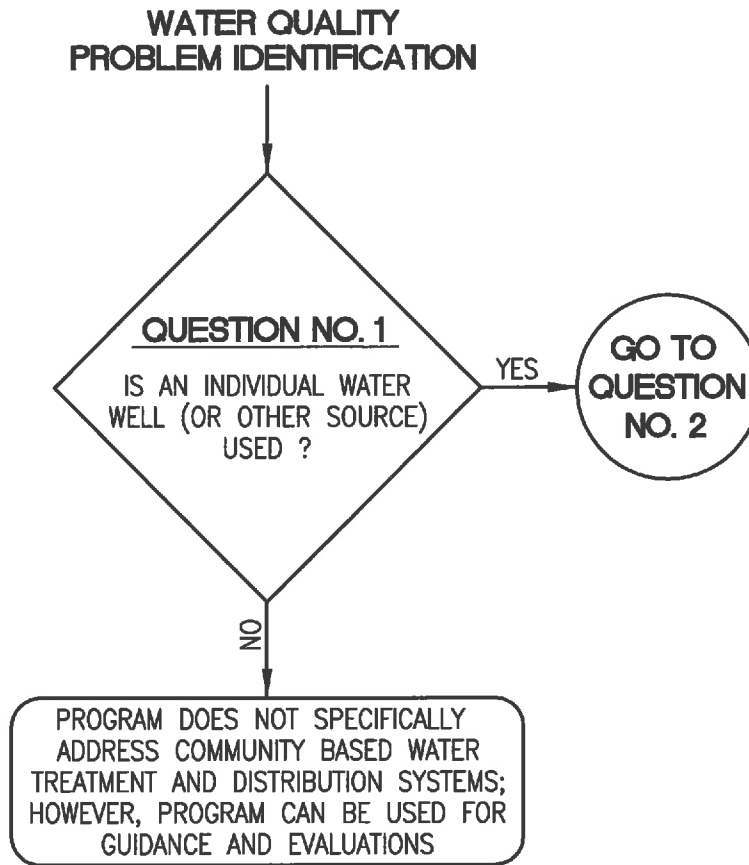 WATER QUALITY
PROBLEM IDENTIFICATION
QUESTION NO. 1
IS AN INDIVIDUAL WATER
WELL (OR OTHER SOURCE)
USED ?
YES
GO TO
QUESTION
NO. 2
NO
PROGRAM DOES NOT SPECIFICALLY
ADDRESS COMMUNITY BASED WATER
TREATMENT AND DISTRIBUTION SYSTEMS;
HOWEVER, PROGRAM CAN BE USED FOR
GUIDANCE AND EVALUATIONS